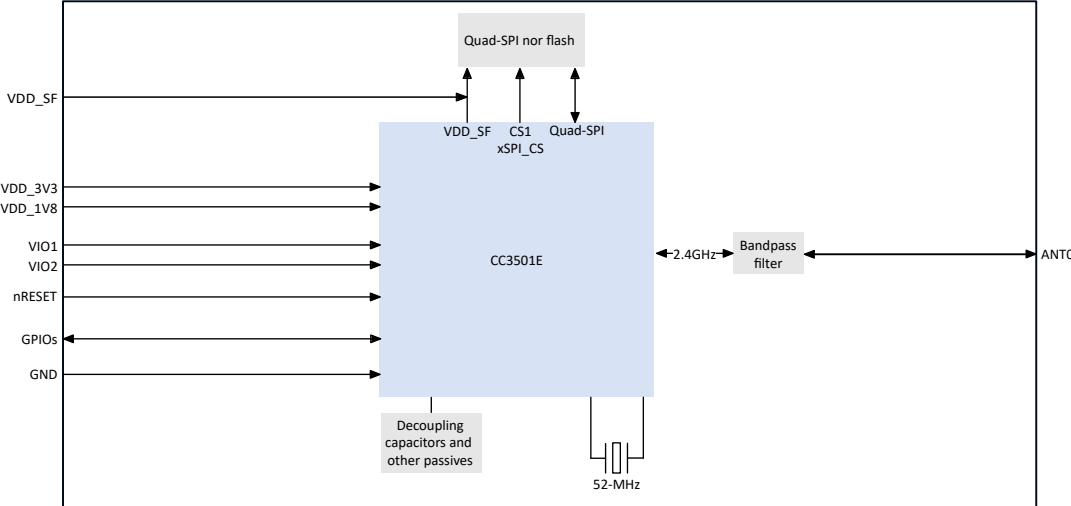 Quad-SPI nor flash
VDD_SF
VDD_SF CS1 Quad-SPI
xSPI_CS
VDD_3V3
VDD_1V8
VIO1
VIO2
nRESET
GPIOs
GND
CC3501E
2.4GHz
Bandpass
filter
ANT0
Decoupling
capacitors and
other passives
52-MHz